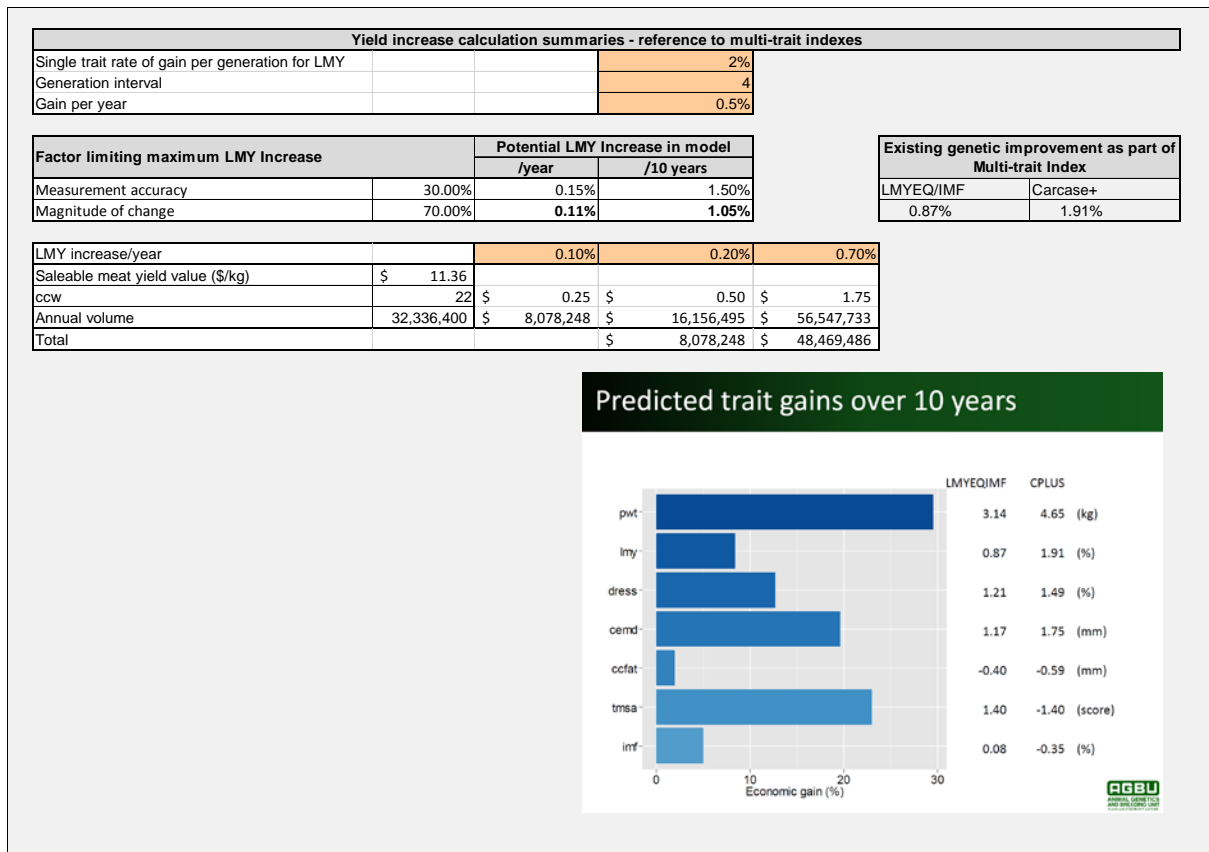 Yield increase calculation summaries - reference to multi-trait indexes
Single trait rate of gain per generation for LMY 2%
Generation interval 4
Gain per year 0.5%
Factor limiting maximum LMY Increase Potential LMY Increase in model
/year /10 years
Measurement accuracy 30.00% 0.15% 1.50%
Magnitude of change 70.00% 0.11% 1.05%
Existing genetic improvement as part of
Multi-trait Index
LMYEQ/IMF Carcase+
0.87% 1.91%
LMY increase/year 0.10% 0.20% 0.70%
Saleable meat yield value ($/kg) $ 11.36
ccw 22 $ 0.25 $ 0.50 $ 1.75
Annual volume 32,336,400 $ 8,078,248 $ 16,156,495 $ 56,547,733
Total $ 8,078,248 $ 48,469,486
Predicted trait gains over 10 years
LMYEQIMF CPLUS
pwt 3.14 4.65 (kg)
lmy 0.87 1.91 (%)
dress 1.21 1.49 (%)
cemd 1.17 1.75 (mm)
ccfat -0.40 -0.59 (mm)
tmsa 1.40 -1.40 (score)
imf 0.08 -0.35 (%)
0 10 20 30
Economic gain (%)
AGBU
ANIMAL GENETICS
AND BREEDING UNIT